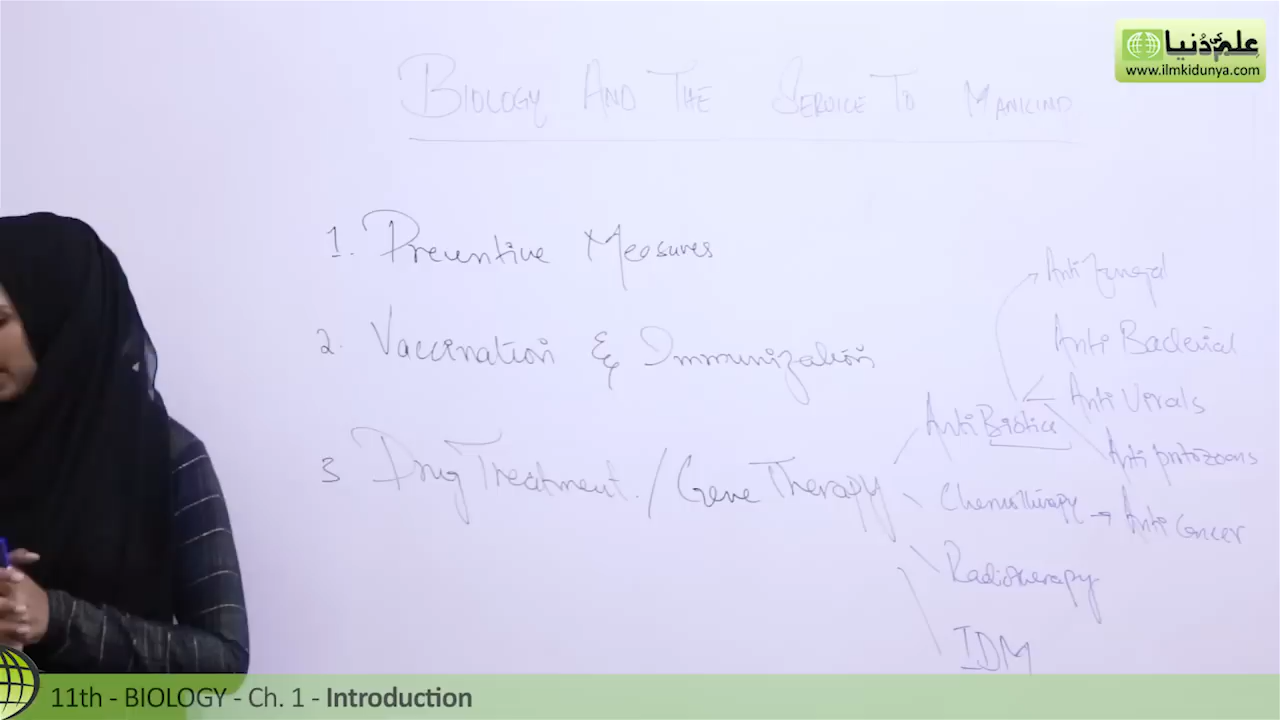 علم کی دُنیا
www.ilmkidunya.com
BIOLOGY AND THE SERVICE TO MANKIND
1. Preventive Measures
2. Vaccination & Immunization
3 Drug Treatment. / Gene Therapy
Anti fungal
Anti Bacterial
Anti Virals
AntiBiotics
Anti protozoans
Chemotherapy → Anti Cancer
Radiotherapy
IDM
11th - BIOLOGY - Ch. 1 - Introduction